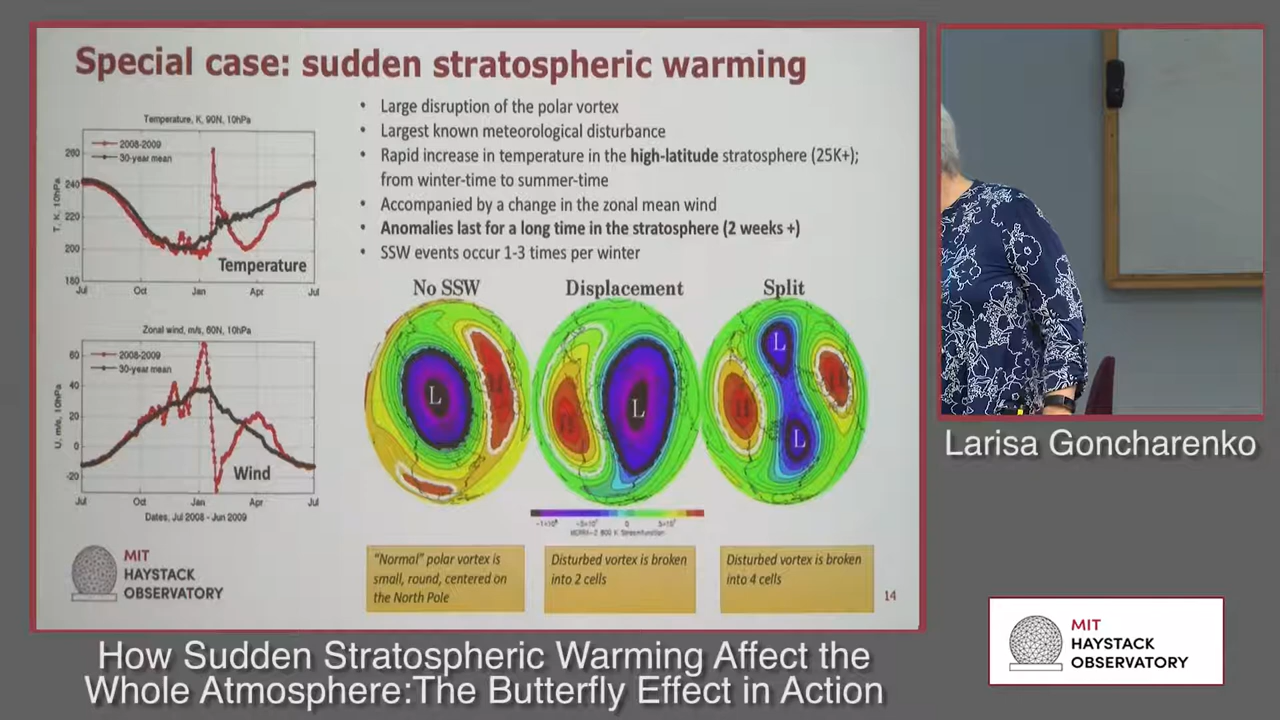 Special case: sudden stratospheric warming
Temperature, K, 90N, 10hPa
2008-2009
30-year mean
T, K, 10hPa
260
240
220
200
180
Jul
Oct
Jan
Apr
Jul
Temperature
Zonal wind, m/s, 60N, 10hPa
2008-2009
30-year mean
U, m/s, 10hPa
60
40
20
0
-20
Jul
Oct
Jan
Apr
Jul
Wind
Dates, Jul 2008 - Jun 2009
• Large disruption of the polar vortex
• Largest known meteorological disturbance
• Rapid increase in temperature in the high-latitude stratosphere (25K+);
from winter-time to summer-time
• Accompanied by a change in the zonal mean wind
• Anomalies last for a long time in the stratosphere (2 weeks +)
• SSW events occur 1-3 times per winter
No SSW
Displacement
Split
L
H
H
L
L
H
H
L
0
"Normal" polar vortex is
small, round, centered on
the North Pole
Disturbed vortex is broken
into 2 cells
Disturbed vortex is broken
into 4 cells
MIT
HAYSTACK
OBSERVATORY
14
Larisa Goncharenko
How Sudden Stratospheric Warming Affect the
Whole Atmosphere:The Butterfly Effect in Action
MIT
HAYSTACK
OBSERVATORY